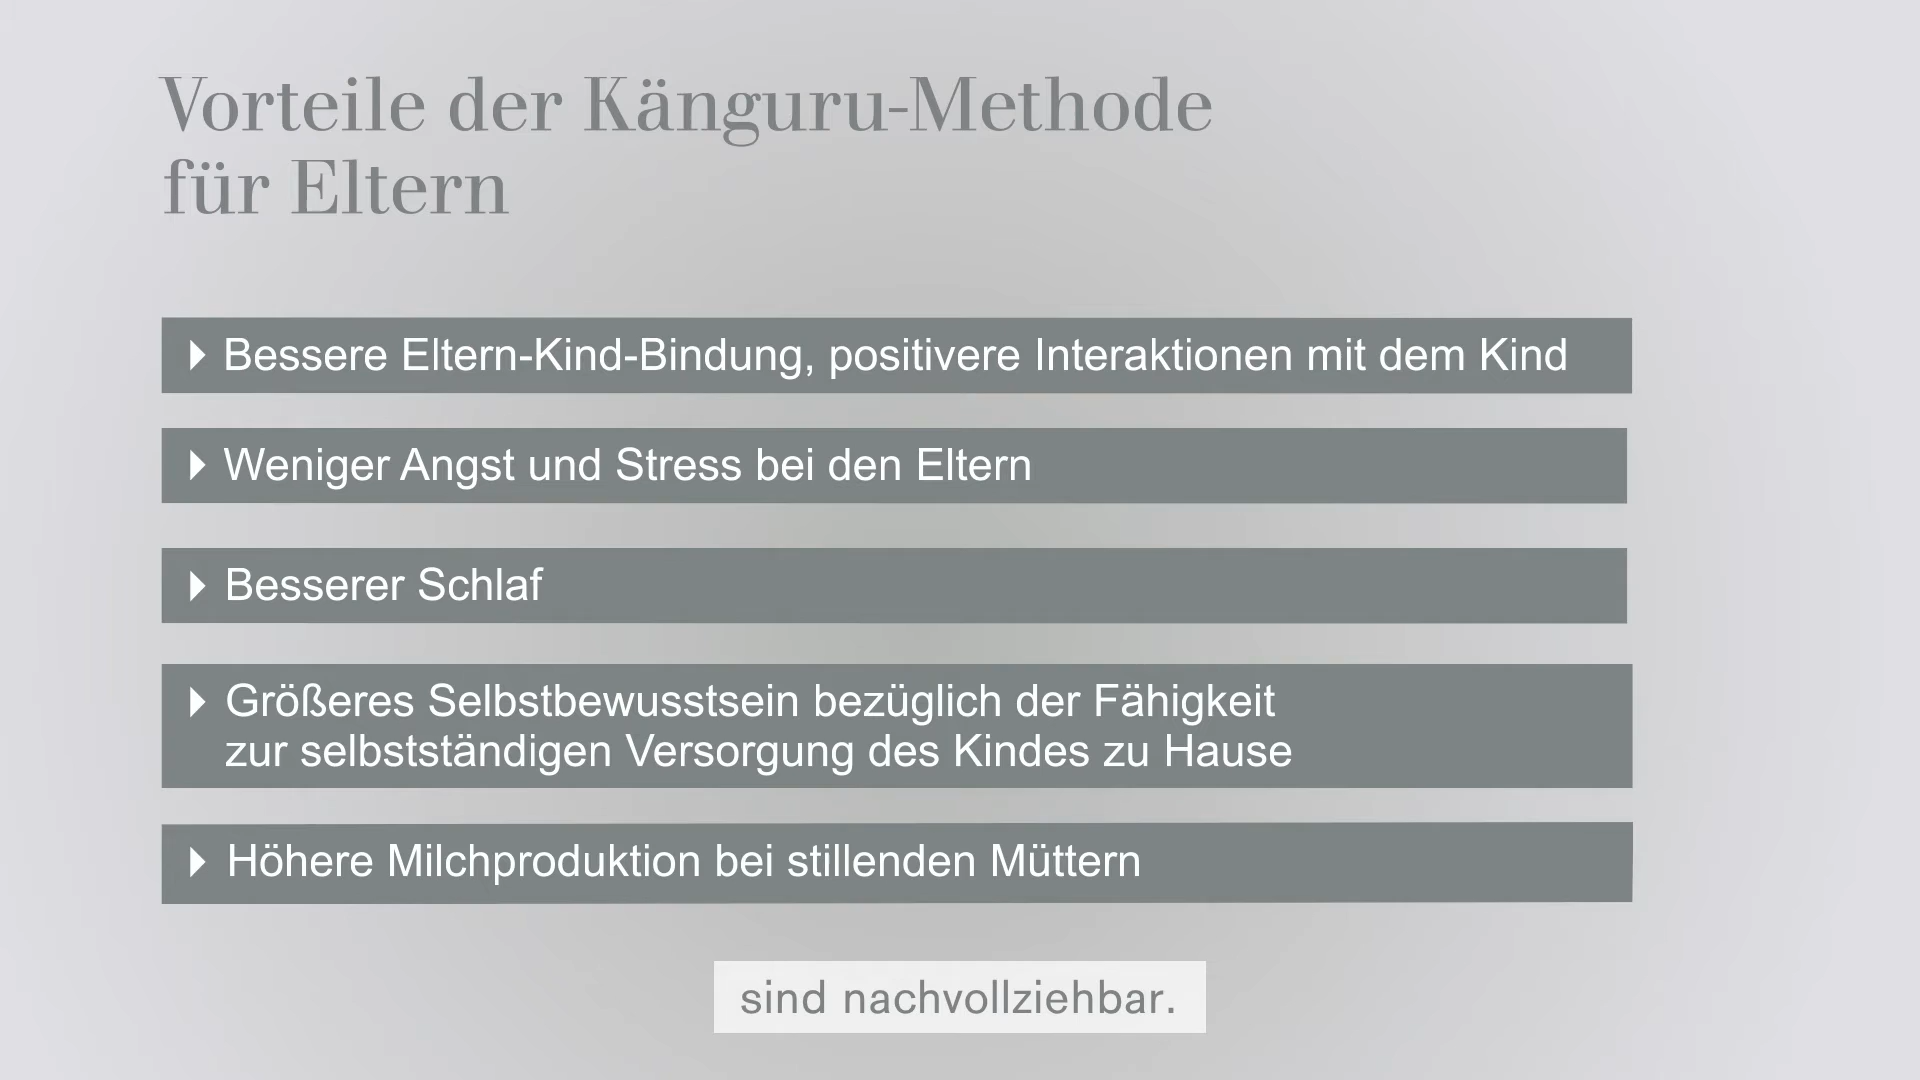 Vorteile der Känguru-Methode
für Eltern
Bessere Eltern-Kind-Bindung, positivere Interaktionen mit dem Kind
Weniger Angst und Stress bei den Eltern
Besserer Schlaf
Größeres Selbstbewusstsein bezüglich der Fähigkeit
zur selbstständigen Versorgung des Kindes zu Hause
Höhere Milchproduktion bei stillenden Müttern
sind nachvollziehbar.